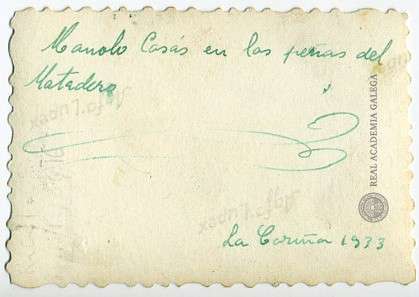 Manolo Casás en las peñas del
Matadero
La Coruña 1933
REAL ACADEMIA GALEGA